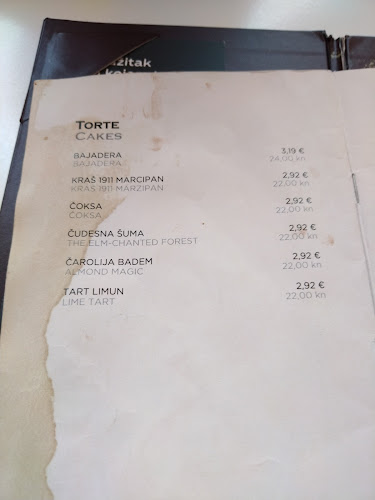 TORTE
CAKES
BAJADERA 3,19 €
BAJADERA 24,00 kn
KRAŠ 1911 MARCIPAN 2,92 €
KRAŠ 1911 MARZIPAN 22,00 kn
ČOKSA 2,92 €
ČOKSA 22,00 kn
ČUDESNA ŠUMA 2,92 €
THE ELM-CHANTED FOREST 22,00 kn
ČAROLIJA BADEM 2,92 €
ALMOND MAGIC 22,00 kn
TART LIMUN 2,92 €
LIME TART 22,00 kn